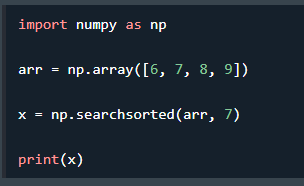 import numpy as np
arr = np.array([6, 7, 8, 9])
x = np.searchsorted(arr, 7)
print(x)